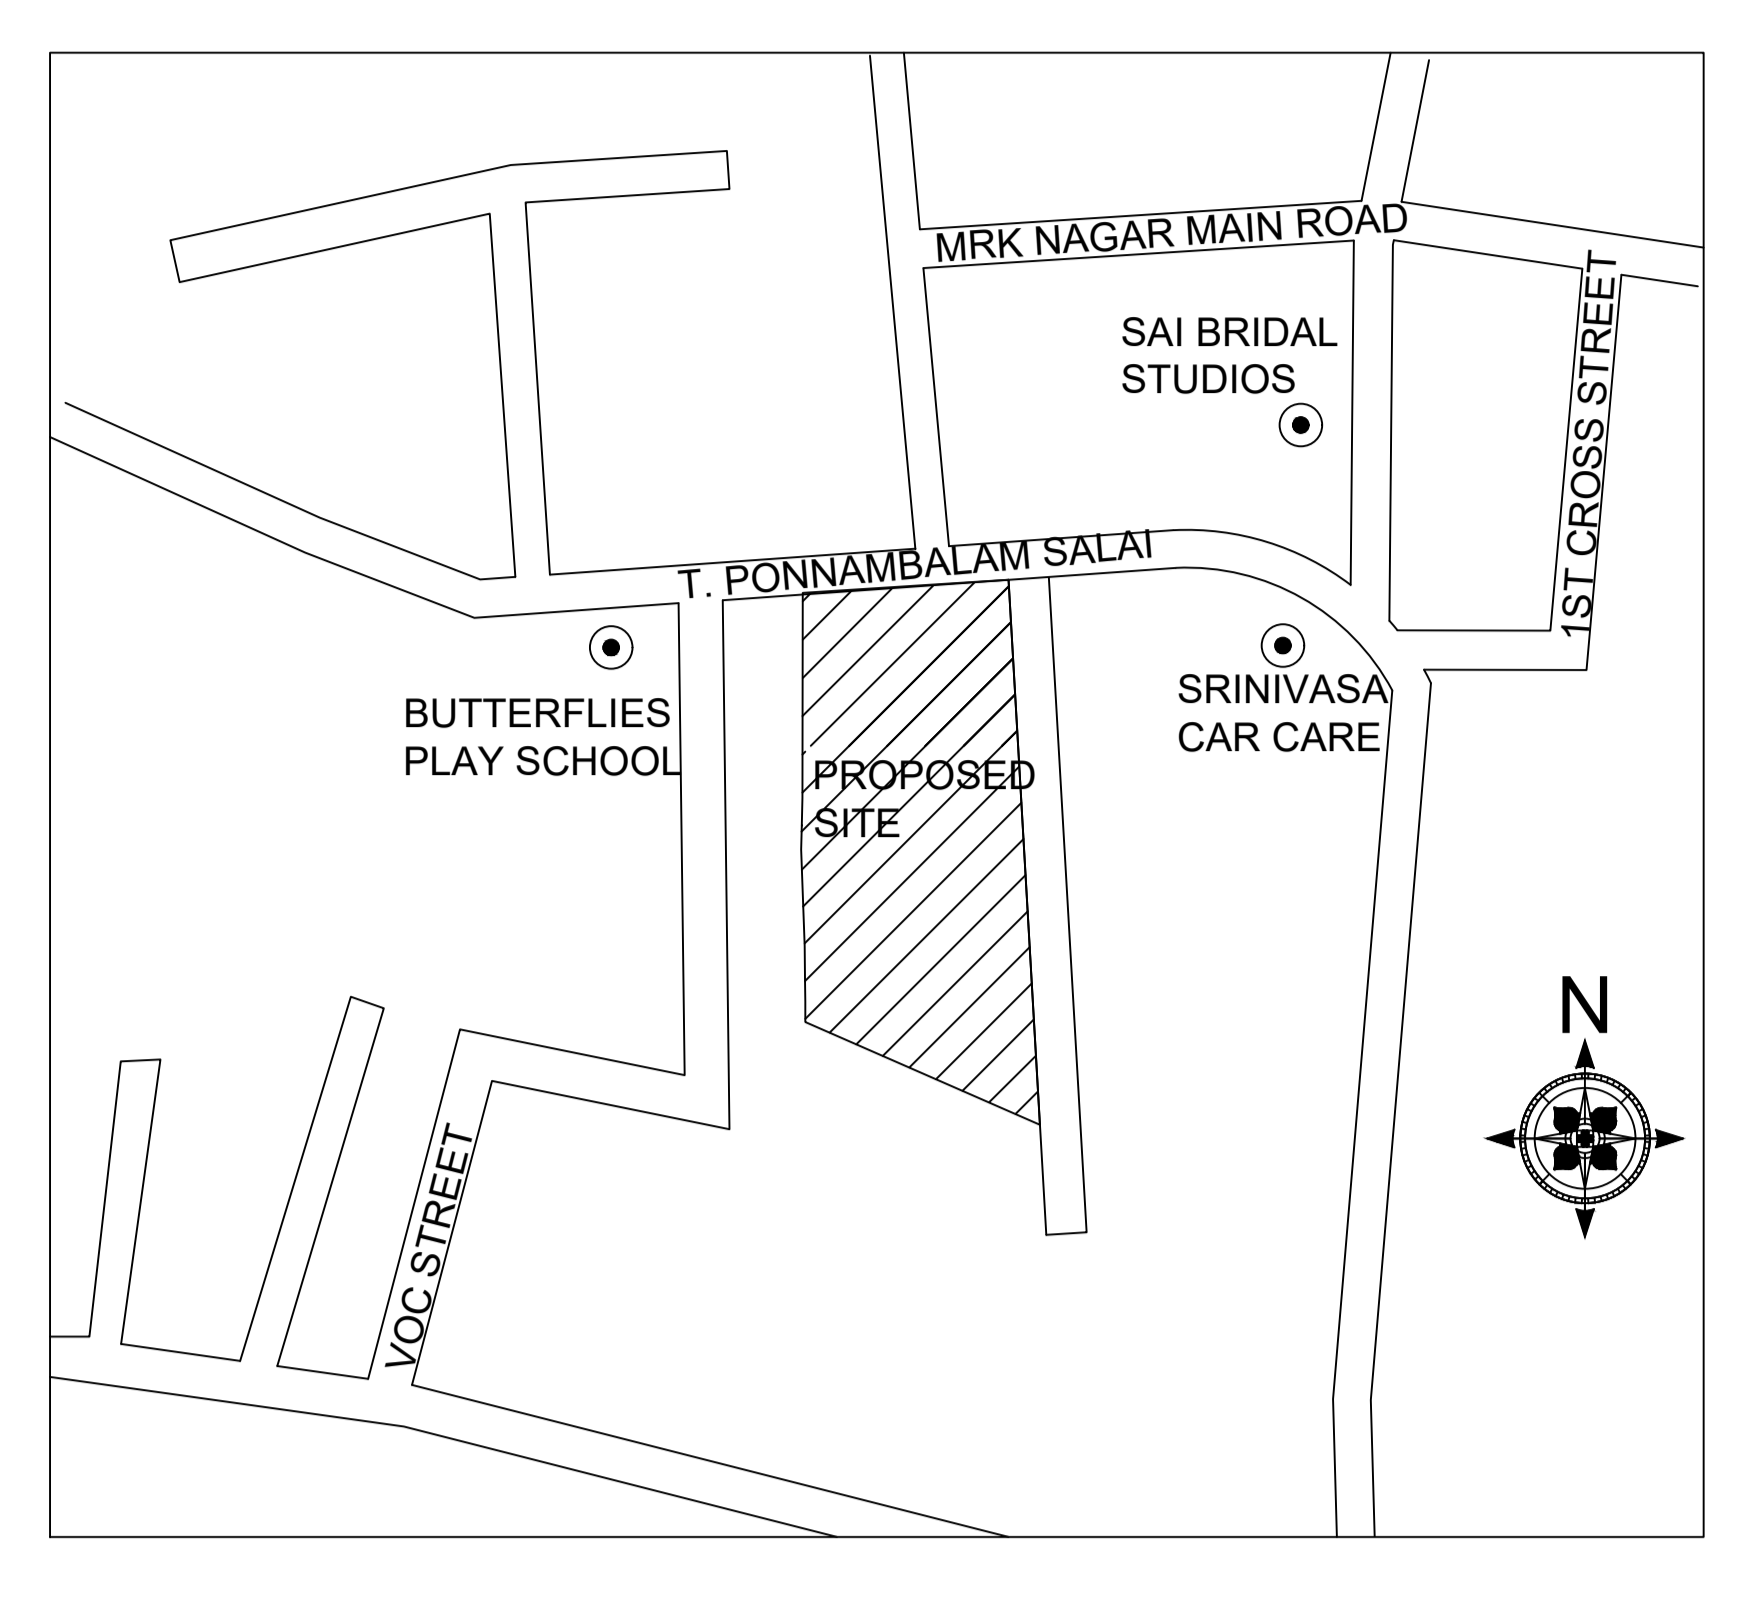 MRK NAGAR MAIN ROAD
SAI BRIDAL
STUDIOS
1ST CROSS STREET
T. PONNAMBALAM SALAI
BUTTERFLIES
PLAY SCHOOL
SRINIVASA
CAR CARE
PROPOSED
SITE
N
VOC STREET